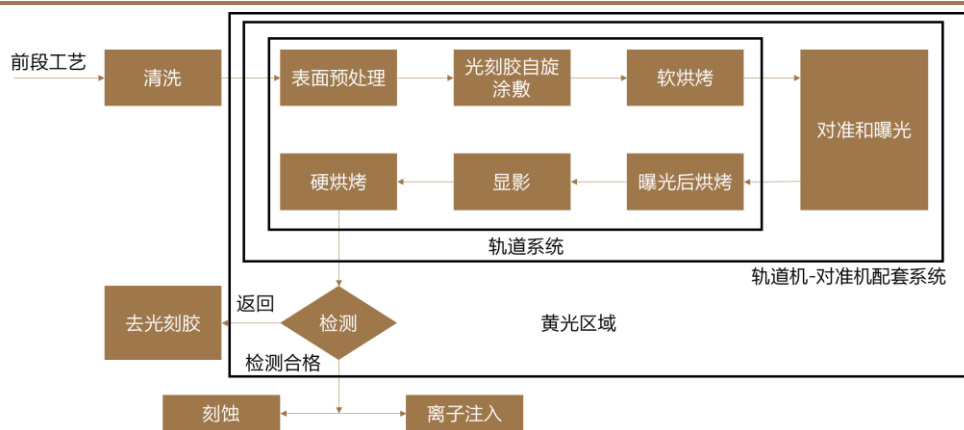 前段工艺
清洗
表面预处理
光刻胶自旋
涂敷
软烘烤
对准和曝光
硬烘烤
显影
曝光后烘烤
轨道系统
轨道机-对准机配套系统
返回
去光刻胶
检测
黄光区域
检测合格
刻蚀
离子注入